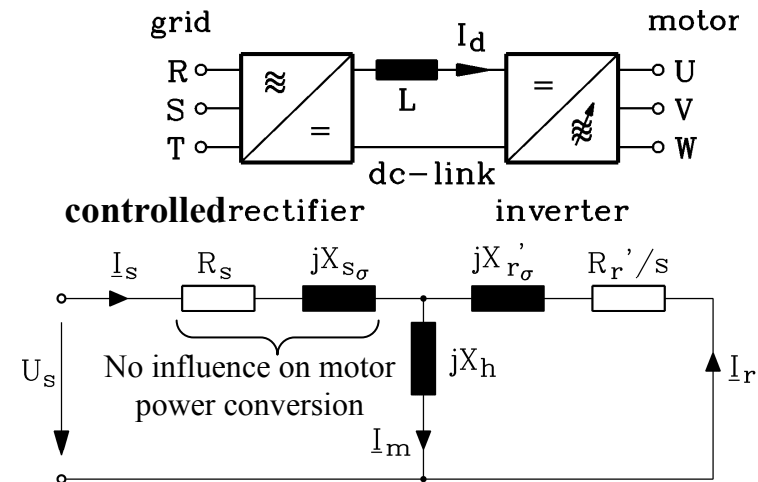 grid motor
R I_d U
S L V
T W
≋ = = ≋
dc-link
controlled rectifier inverter
I_s R_s jX_sσ jX_rσ' R_r'/s
No influence on motor
power conversion
U_s jX_h I_r
I_m